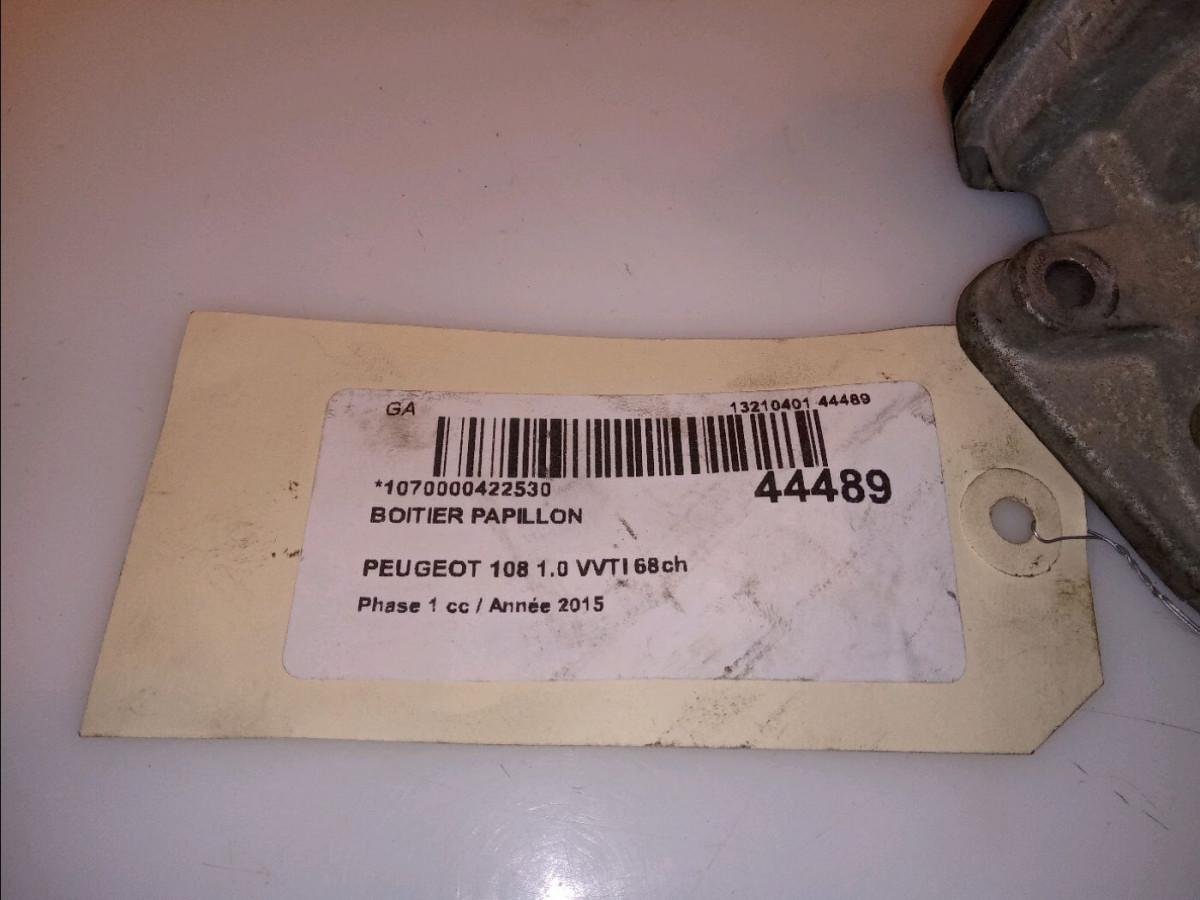 GA 13210401 44489
*1070000422530 44489
BOITIER PAPILLON
PEUGEOT 108 1.0 VVTI 68ch
Phase 1 cc / Année 2015